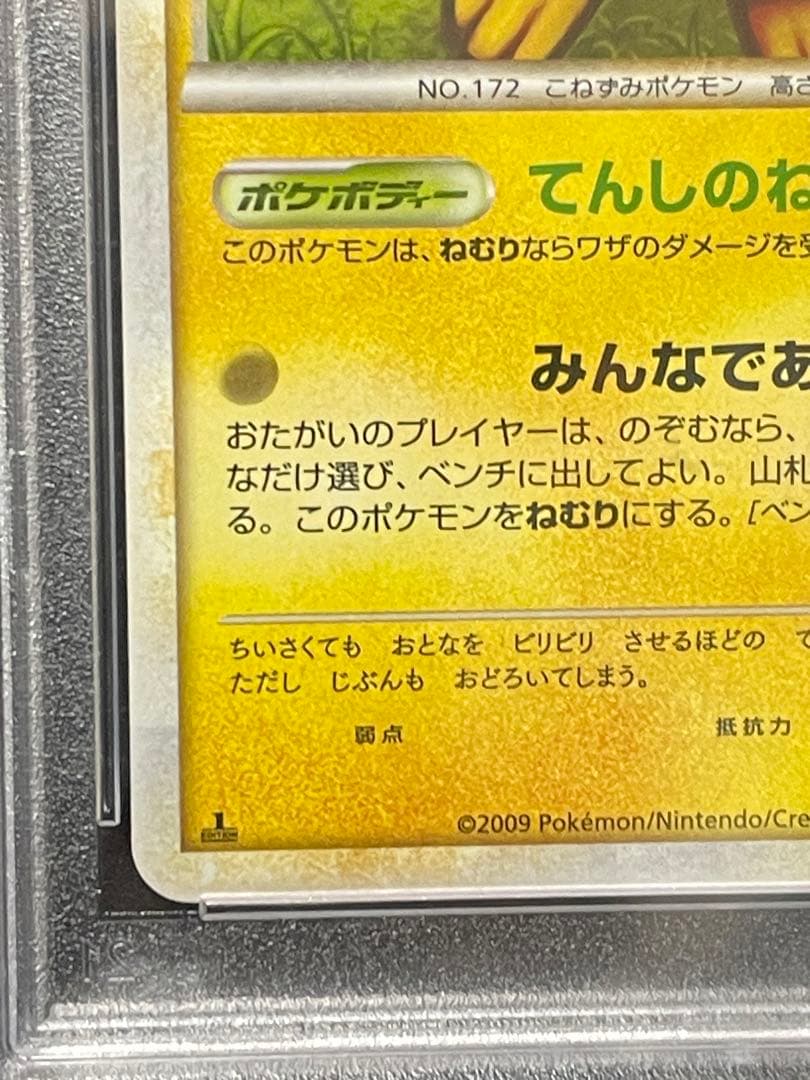 NO.172 こねずみポケモン 高さ
ポケボディー てんしのね
このポケモンは、ねむりならワザのダメージを受
みんなであ
おたがいのプレイヤーは、のぞむなら、
なだけ選び、ベンチに出してよい。山札
る。このポケモンをねむりにする。[ベン
ちいさくても おとなを ビリビリ させるほどの で
ただし じぶんも おどろいてしまう。
弱点 抵抗力
1 EDITION ©2009 Pokémon/Nintendo/Cre